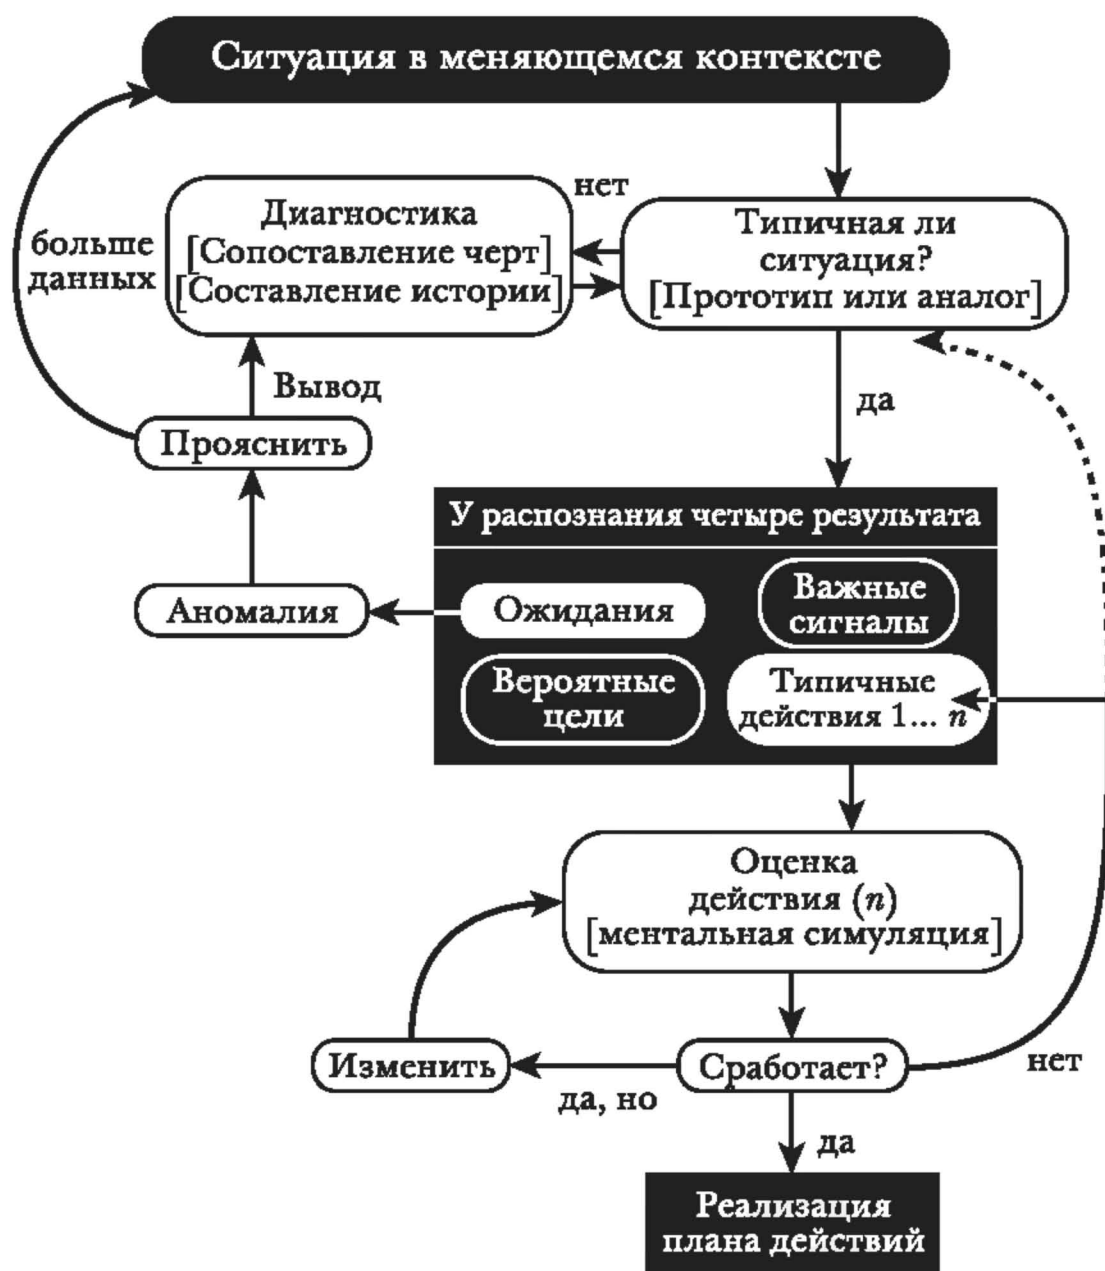 Ситуация в меняющемся контексте
нет
Диагностика
[Сопоставление черт]
[Составление истории]
Типичная ли
ситуация?
[Прототип или аналог]
больше
данных
Вывод
да
Прояснить
У распознания четыре результата
Аномалия
Ожидания
Важные
сигналы
Вероятные
цели
Типичные
действия 1... n
Оценка
действия (n)
[ментальная симуляция]
Изменить
да, но
Сработает?
нет
да
Реализация
плана действий